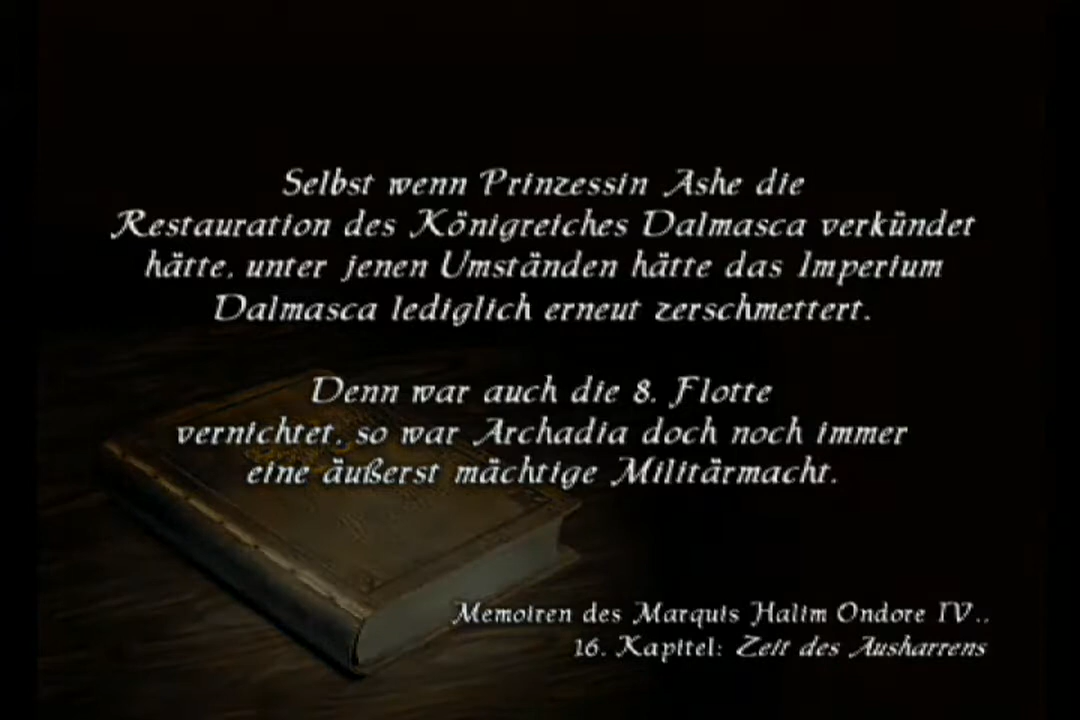 Selbst wenn Prinzessin Ashe die
Restauration des Königreiches Dalmasca verkündet
hätte, unter jenen Umständen hätte das Imperium
Dalmasca lediglich erneut zerschmettert.
Denn war auch die 8. Flotte
vernichtet, so war Archadia doch noch immer
eine äußerst mächtige Militärmacht.
Memoiren des Marquis Halim Ondore IV..
16. Kapitel: Zeit des Ausharrens